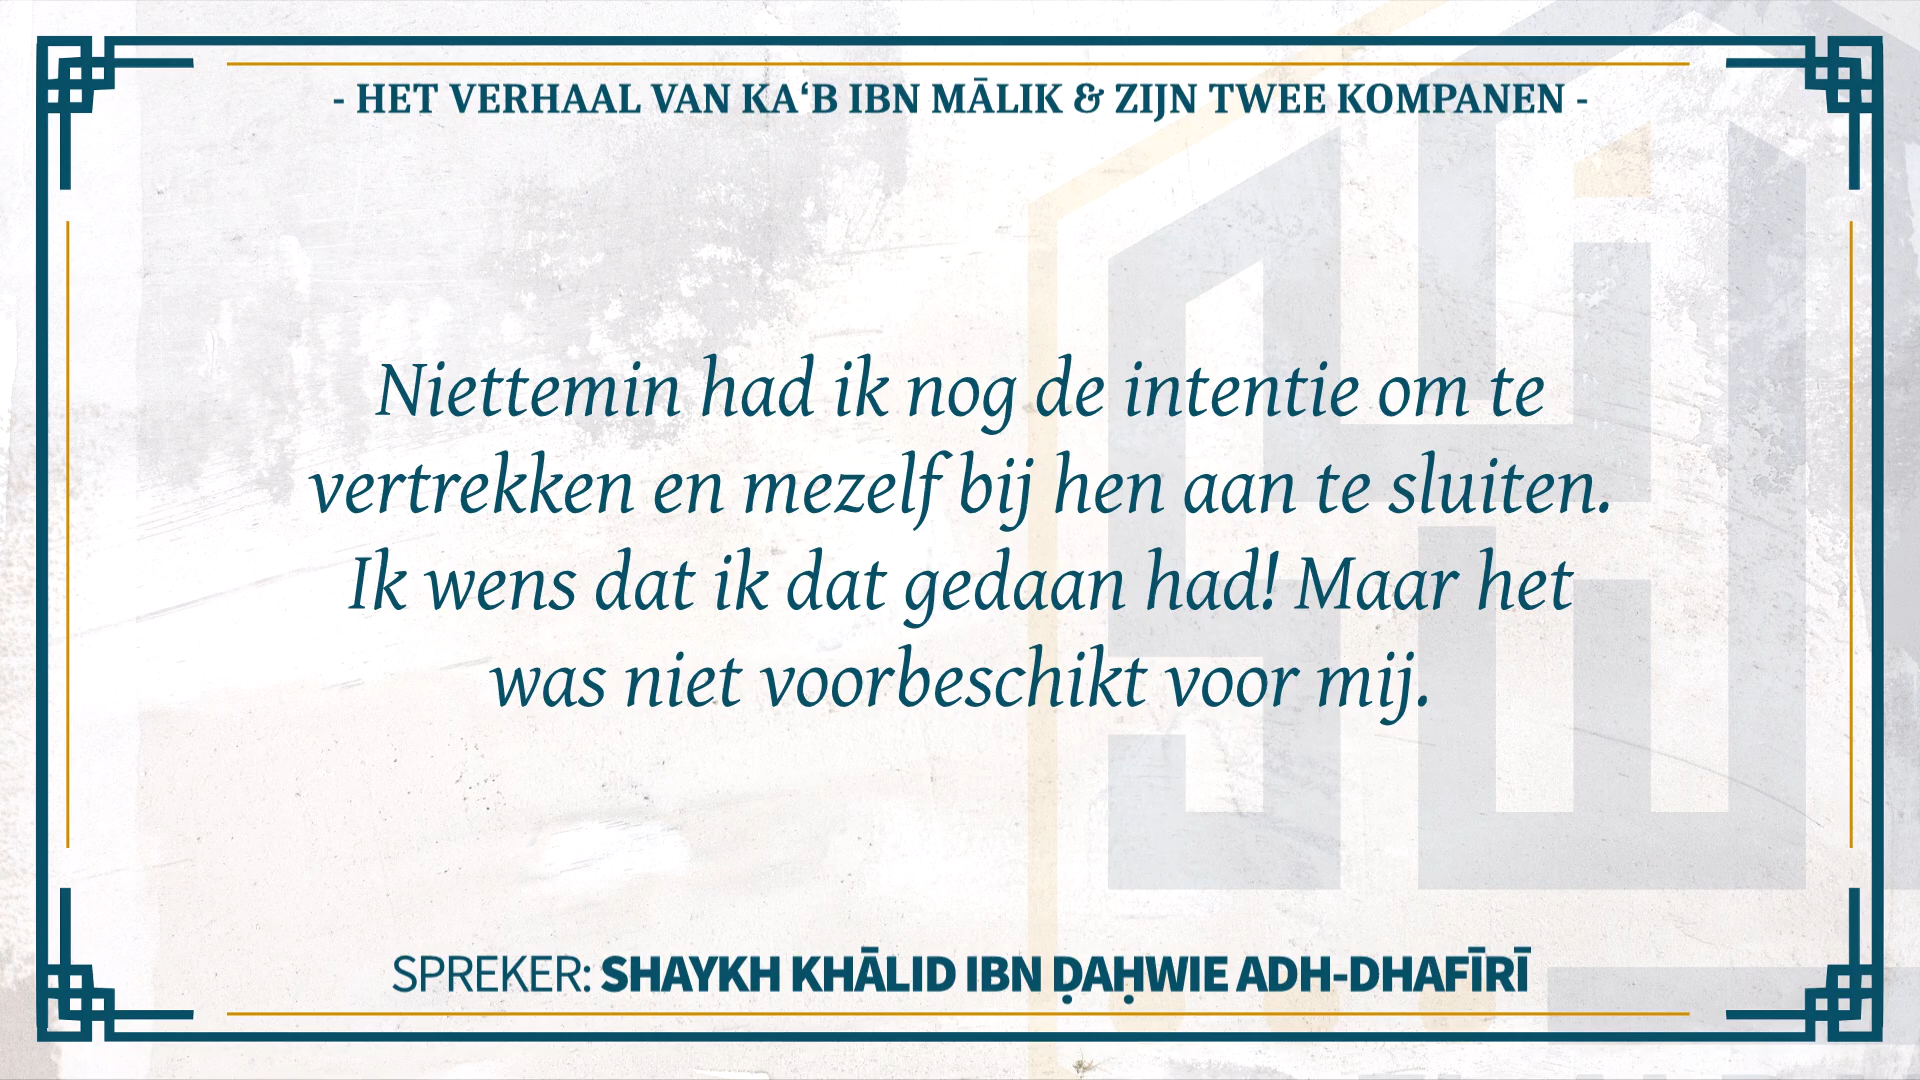 - HET VERHAAL VAN KAʻB IBN MĀLIK & ZIJN TWEE KOMPANEN -
Niettemin had ik nog de intentie om te
vertrekken en mezelf bij hen aan te sluiten.
Ik wens dat ik dat gedaan had! Maar het
was niet voorbeschikt voor mij.
SPREKER: SHAYKH KHĀLID IBN ḌAḤWIE ADH-DHAFĪRĪ